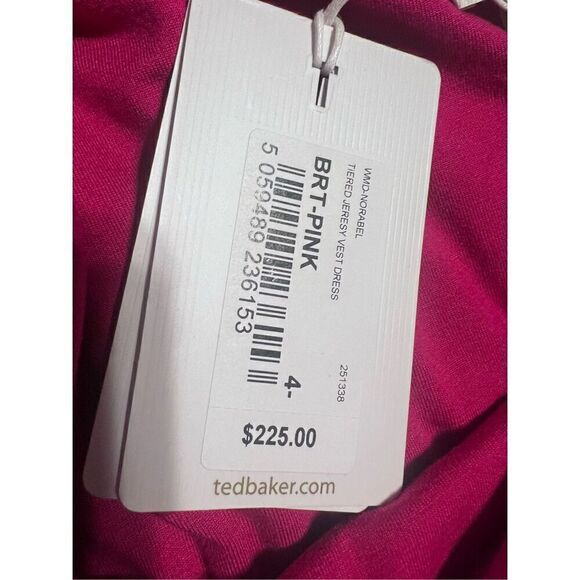 WMD-NORABEL
TIERED JERESY VEST DRESS
251338
BRT-PINK
4-
5 059489 236153
$225.00
tedbaker.com